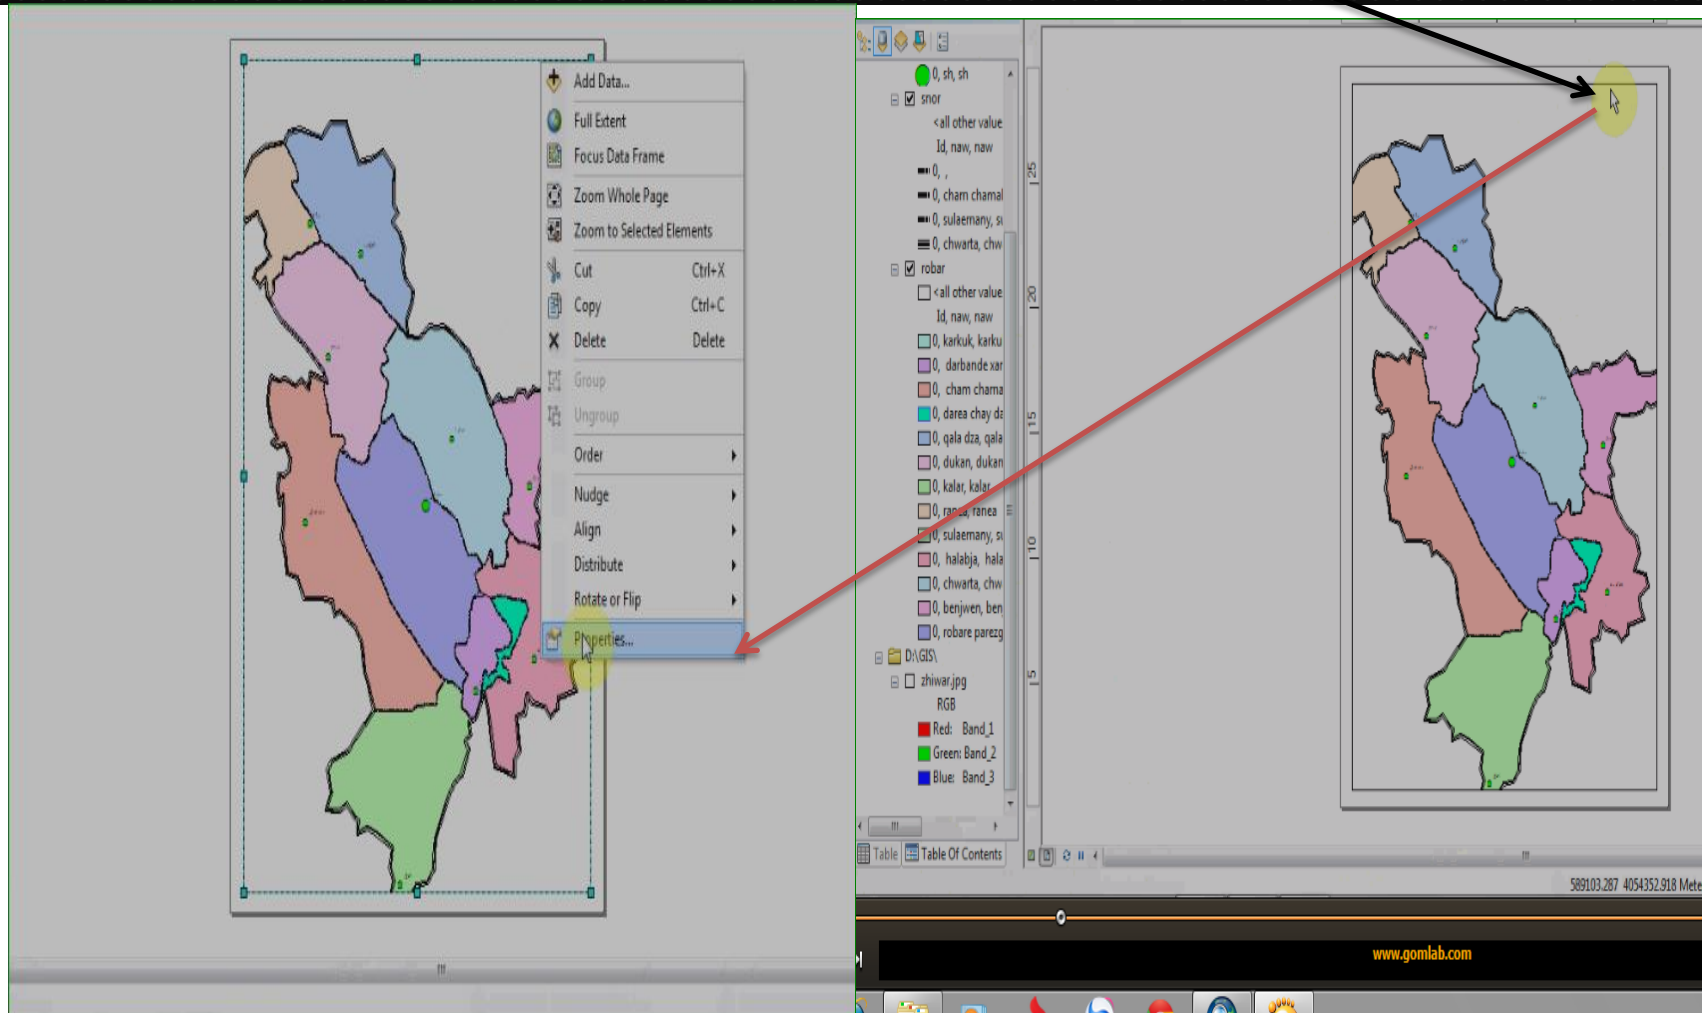 Add Data...
Full Extent
Focus Data Frame
Zoom Whole Page
Zoom to Selected Elements
Cut Ctrl+X
Copy Ctrl+C
Delete Delete
Group
Ungroup
Order
Nudge
Align
Distribute
Rotate or Flip
Properties...
0, sh, sh
snor
<all other value
Id, naw, naw
0, ,
0, cham chamal
0, sulaemany, su
0, chwarta, chw
robar
<all other value
Id, naw, naw
0, karkuk, karku
0, darbande xar
0, cham chama
0, darea chay da
0, qala dza, qala
0, dukan, dukan
0, kalar, kalar
0, ranea, ranea
0, sulaemany, su
0, halabja, hala
0, chwarta, chw
0, benjwen, ben
0, robare parezg
D:\GIS\
zhiwar.jpg
RGB
Red: Band_1
Green: Band_2
Blue: Band_3
Table Table Of Contents
25
20
15
10
5
589103.287 4054352.918 Mete
www.gomlab.com